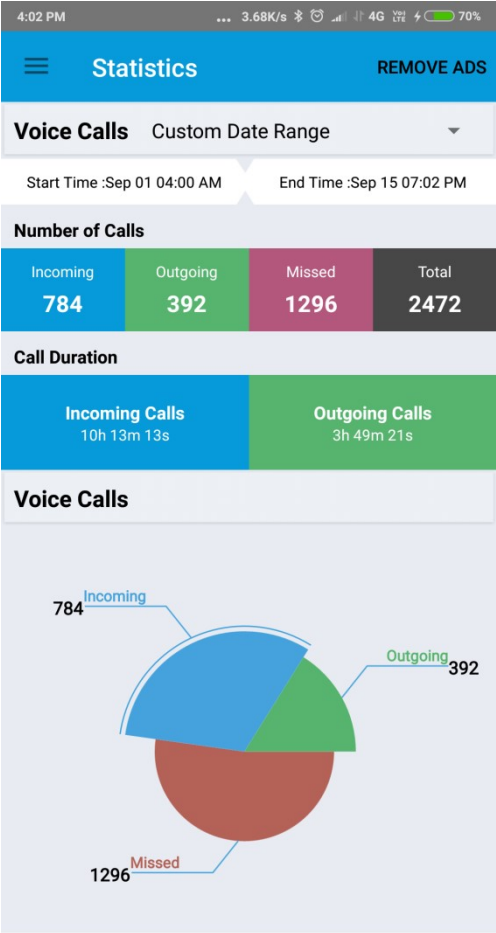 4:02 PM ... 3.68K/s 4G VoLTE 70%
Statistics REMOVE ADS
Voice Calls Custom Date Range
Start Time :Sep 01 04:00 AM End Time :Sep 15 07:02 PM
Number of Calls
Incoming Outgoing Missed Total
784 392 1296 2472
Call Duration
Incoming Calls Outgoing Calls
10h 13m 13s 3h 49m 21s
Voice Calls
784 Incoming
Outgoing 392
1296 Missed